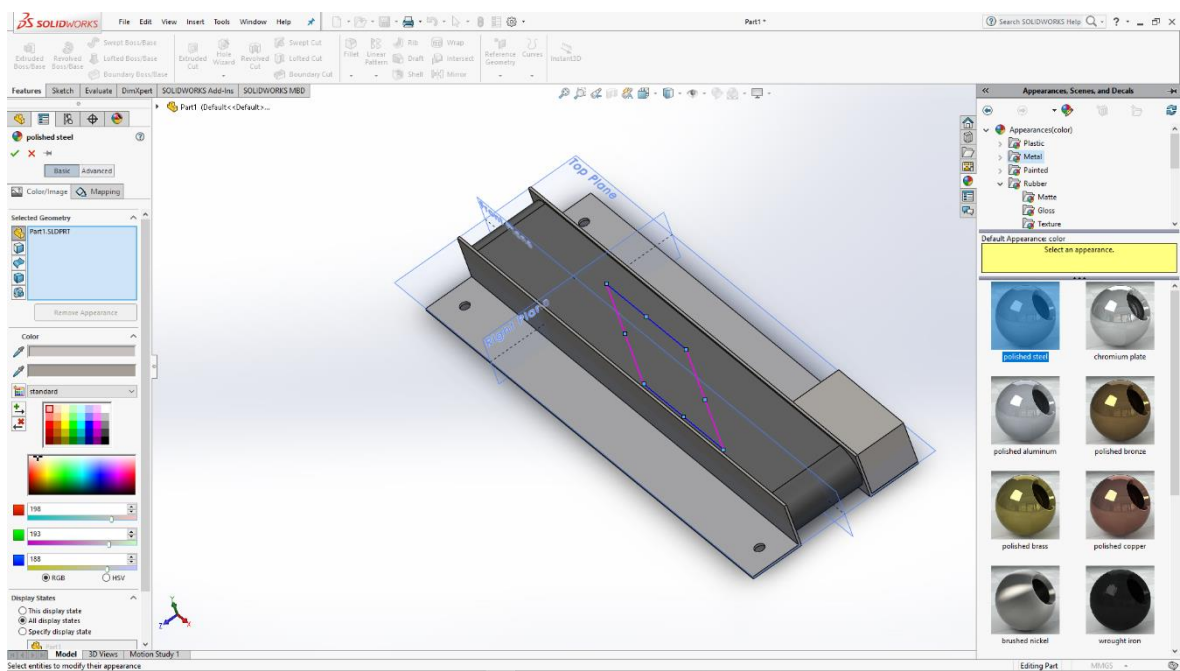 SOLIDWORKS File Edit View Insert Tools Window Help Part1 * Search SOLIDWORKS Help
Extruded Boss/Base Revolved Boss/Base Swept Boss/Base Lofted Boss/Base Boundary Boss/Base Extruded Cut Hole Wizard Revolved Cut Swept Cut Lofted Cut Boundary Cut Fillet Linear Pattern Rib Draft Shell Wrap Intersect Mirror Reference Geometry Curves Instant3D
Features Sketch Evaluate DimXpert SOLIDWORKS Add-Ins SOLIDWORKS MBD
Part1 (Default<<Default>...
polished steel
Basic Advanced
Color/Image Mapping
Selected Geometry
Part1.SLDPRT
Remove Appearance
Color
standard
198
193
188
RGB HSV
Display States
This display state
All display states
Specify display state
Part1
Top Plane
Right Plane
Y
Z
X
Appearances, Scenes, and Decals
Appearances(color)
Plastic
Metal
Painted
Rubber
Matte
Gloss
Texture
Default Appearance: color
Select an appearance.
polished steel chromium plate
polished aluminum polished bronze
polished brass polished copper
brushed nickel wrought iron
Model 3D Views Motion Study 1
Select entities to modify their appearance Editing Part MMGS